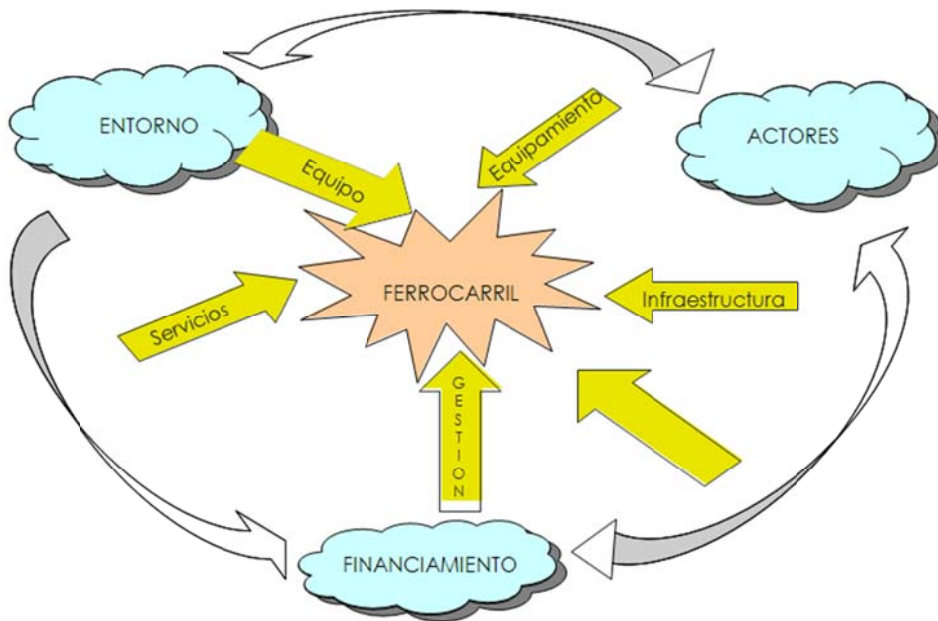 ENTORNO
ACTORES
Equipo
Equipamiento
FERROCARRIL
Servicios
Infraestructura
GESTION
FINANCIAMIENTO